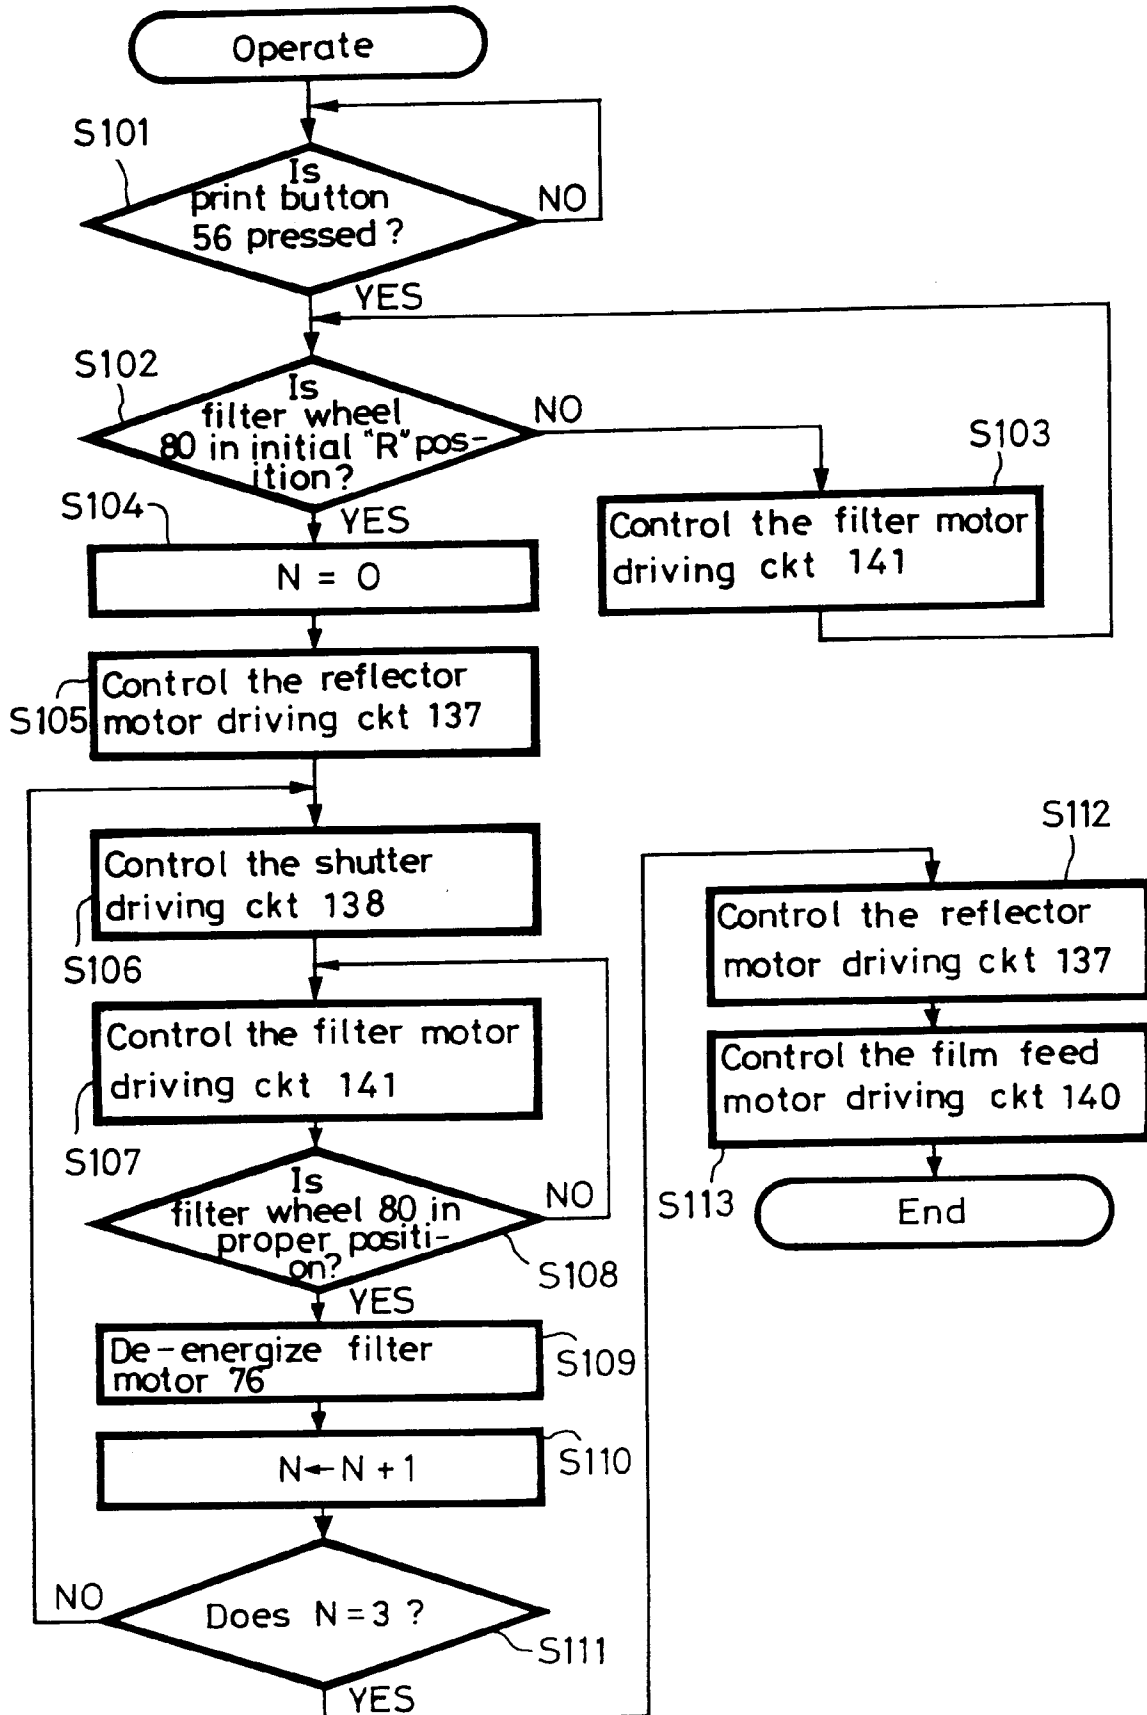 Operate
S101
Is
print button
56 pressed?
NO
YES
S102
Is
filter wheel
80 in initial "R" pos-
ition?
NO
S103
Control the filter motor
driving ckt 141
S104
YES
N = 0
S105
Control the reflector
motor driving ckt 137
S106
Control the shutter
driving ckt 138
S107
Control the filter motor
driving ckt 141
Is
filter wheel 80 in
proper positi-
on?
NO
S108
YES
De-energize filter
motor 76
S109
N←N+1
S110
NO
Does N=3 ?
S111
YES
S112
Control the reflector
motor driving ckt 137
Control the film feed
motor driving ckt 140
S113
End